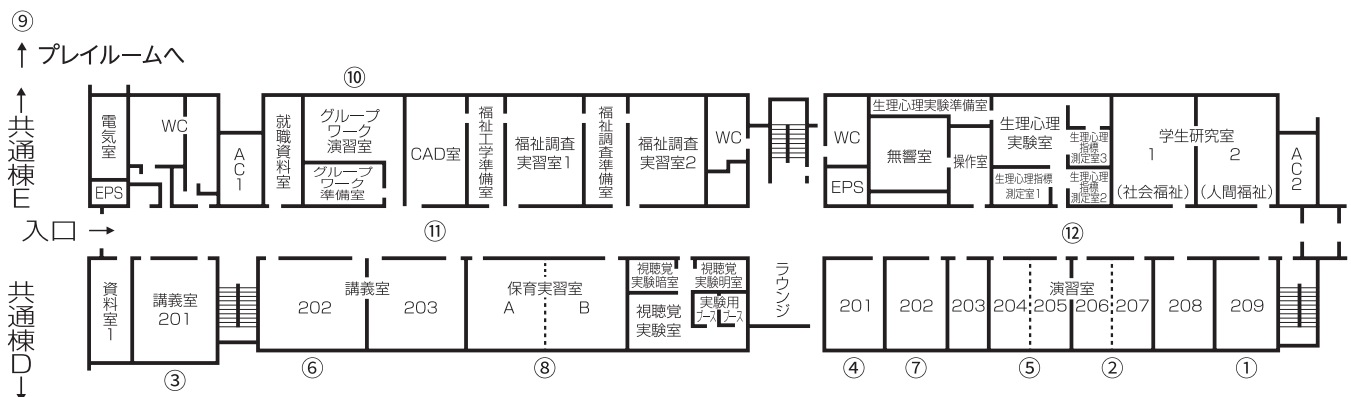 ⑨
↑ プレイルームへ
⑩
↑
共通棟E
入口 →
電気室
EPS
WC
AC1
就職資料室
グループ
ワーク
演習室
グループ
ワーク
準備室
CAD室
福祉工学準備室
福祉調査
実習室1
福祉調査準備室
福祉調査
実習室2
WC
WC
EPS
生理心理実験準備室
無響室
操作室
生理心理
実験室
生理心理指標
測定室1
生理心理
指標
測定室3
生理心理
指標
測定室2
学生研究室
1 2
(社会福祉) (人間福祉)
AC2
⑪
⑫
共通棟D
↓
資料室1
講義室
201
講義室
202 203
保育実習室
A B
視聴覚
実験暗室
視聴覚
実験明室
視聴覚
実験室
実験用
ブース ブース
ラウンジ
演習室
201 202 203 204 205 206 207 208 209
③ ⑥ ⑧ ④ ⑦ ⑤ ② ①